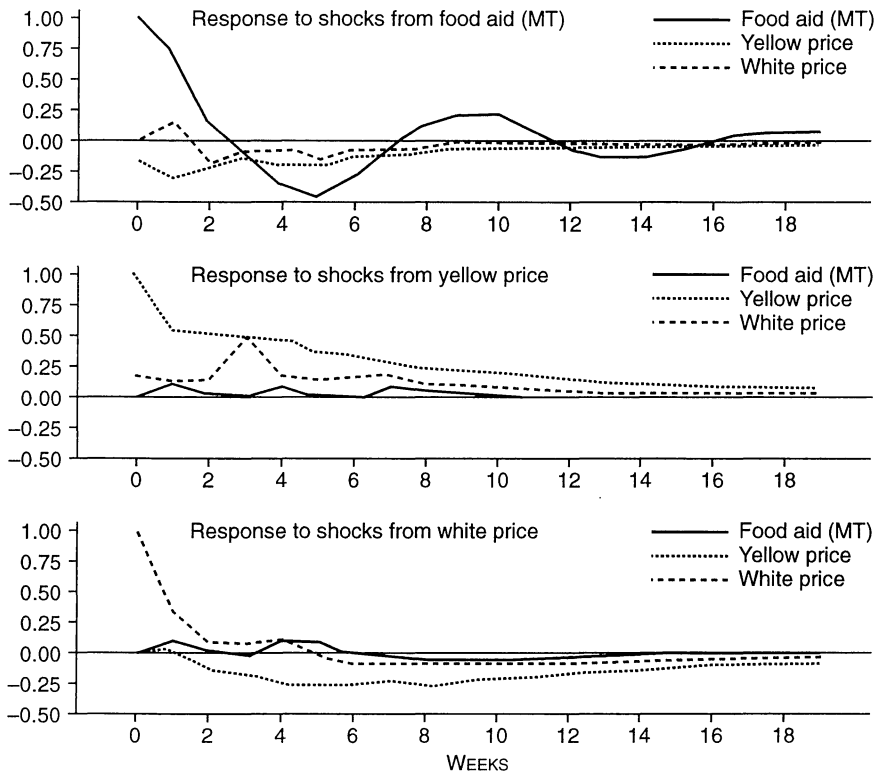 Response to shocks from food aid (MT)
Food aid (MT)
Yellow price
White price
1.00
0.75
0.50
0.25
0.00
−0.25
−0.50
0 2 4 6 8 10 12 14 16 18
Response to shocks from yellow price
Food aid (MT)
Yellow price
White price
1.00
0.75
0.50
0.25
0.00
−0.25
−0.50
0 2 4 6 8 10 12 14 16 18
Response to shocks from white price
Food aid (MT)
Yellow price
White price
1.00
0.75
0.50
0.25
0.00
−0.25
−0.50
0 2 4 6 8 10 12 14 16 18
WEEKS